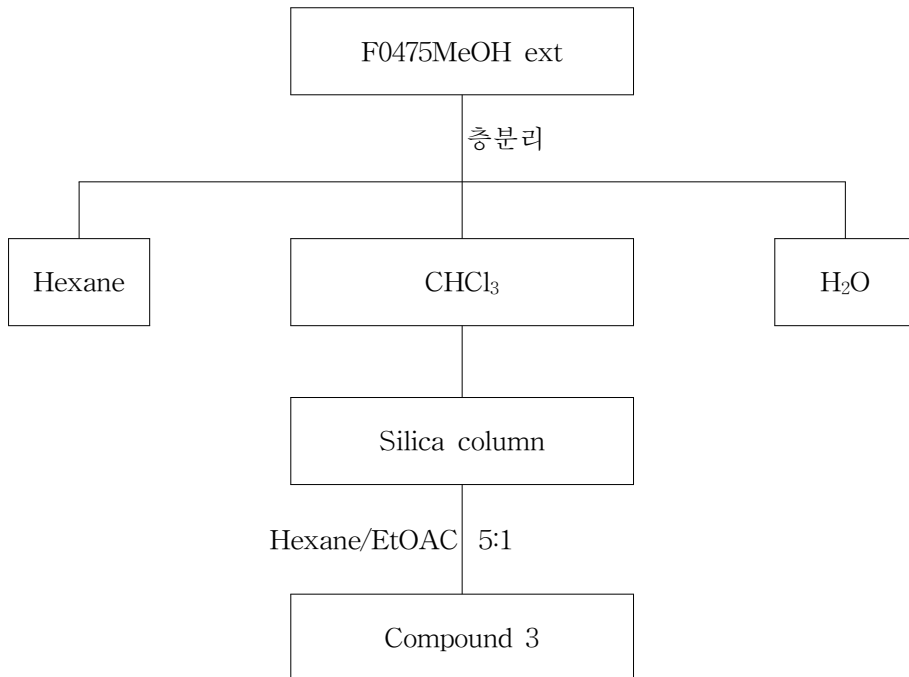 F0475MeOH ext
층분리
Hexane
CHCl₃
H₂O
Silica column
Hexane/EtOAC 5:1
Compound 3